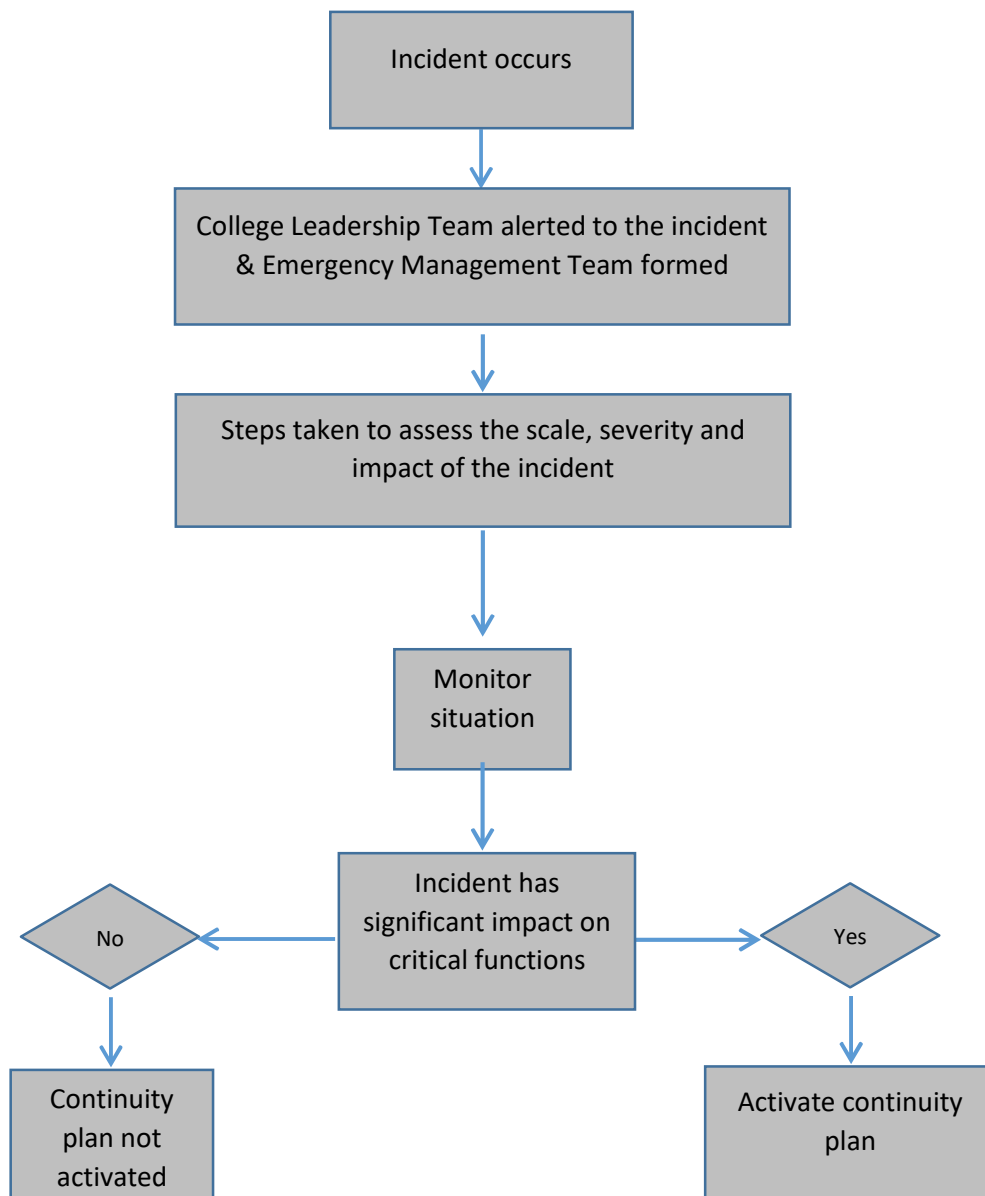 Incident occurs
College Leadership Team alerted to the incident
& Emergency Management Team formed
Steps taken to assess the scale, severity and
impact of the incident
Monitor
situation
Incident has
significant impact on
critical functions
No
Yes
Continuity
plan not
activated
Activate continuity
plan